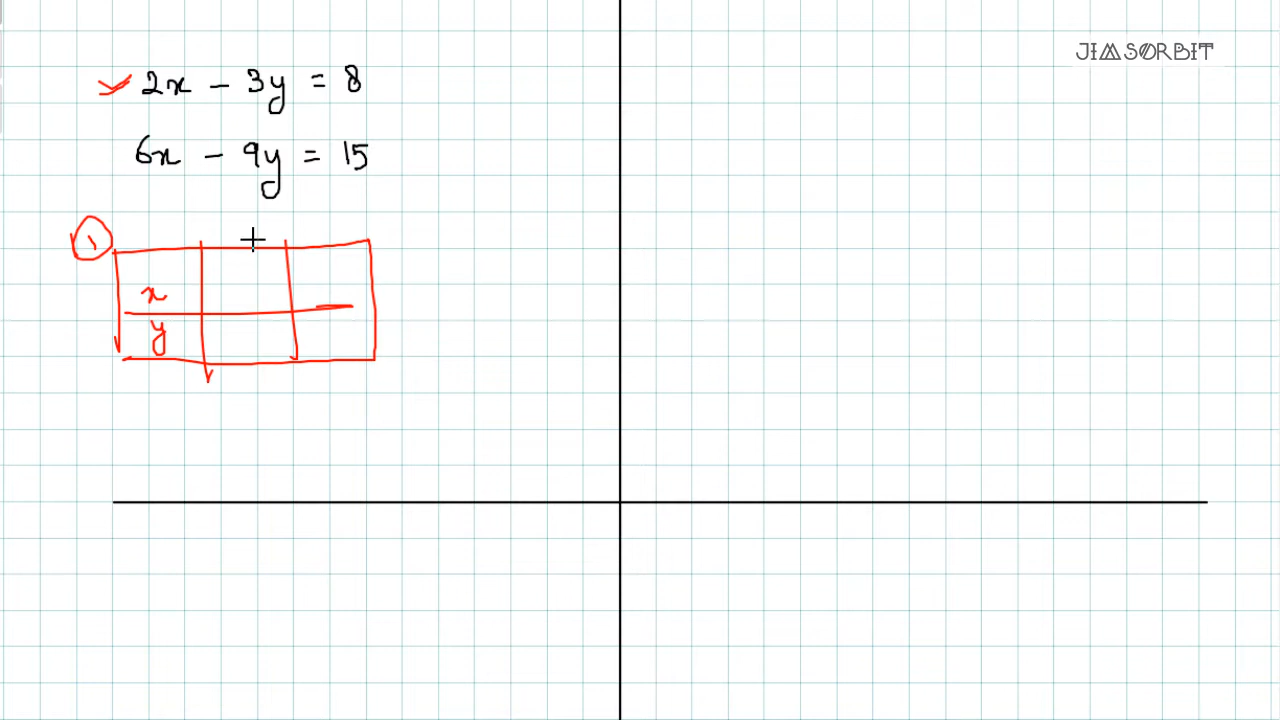 JIMSORBIT
2x - 3y = 8
6x - 9y = 15
1
x
y